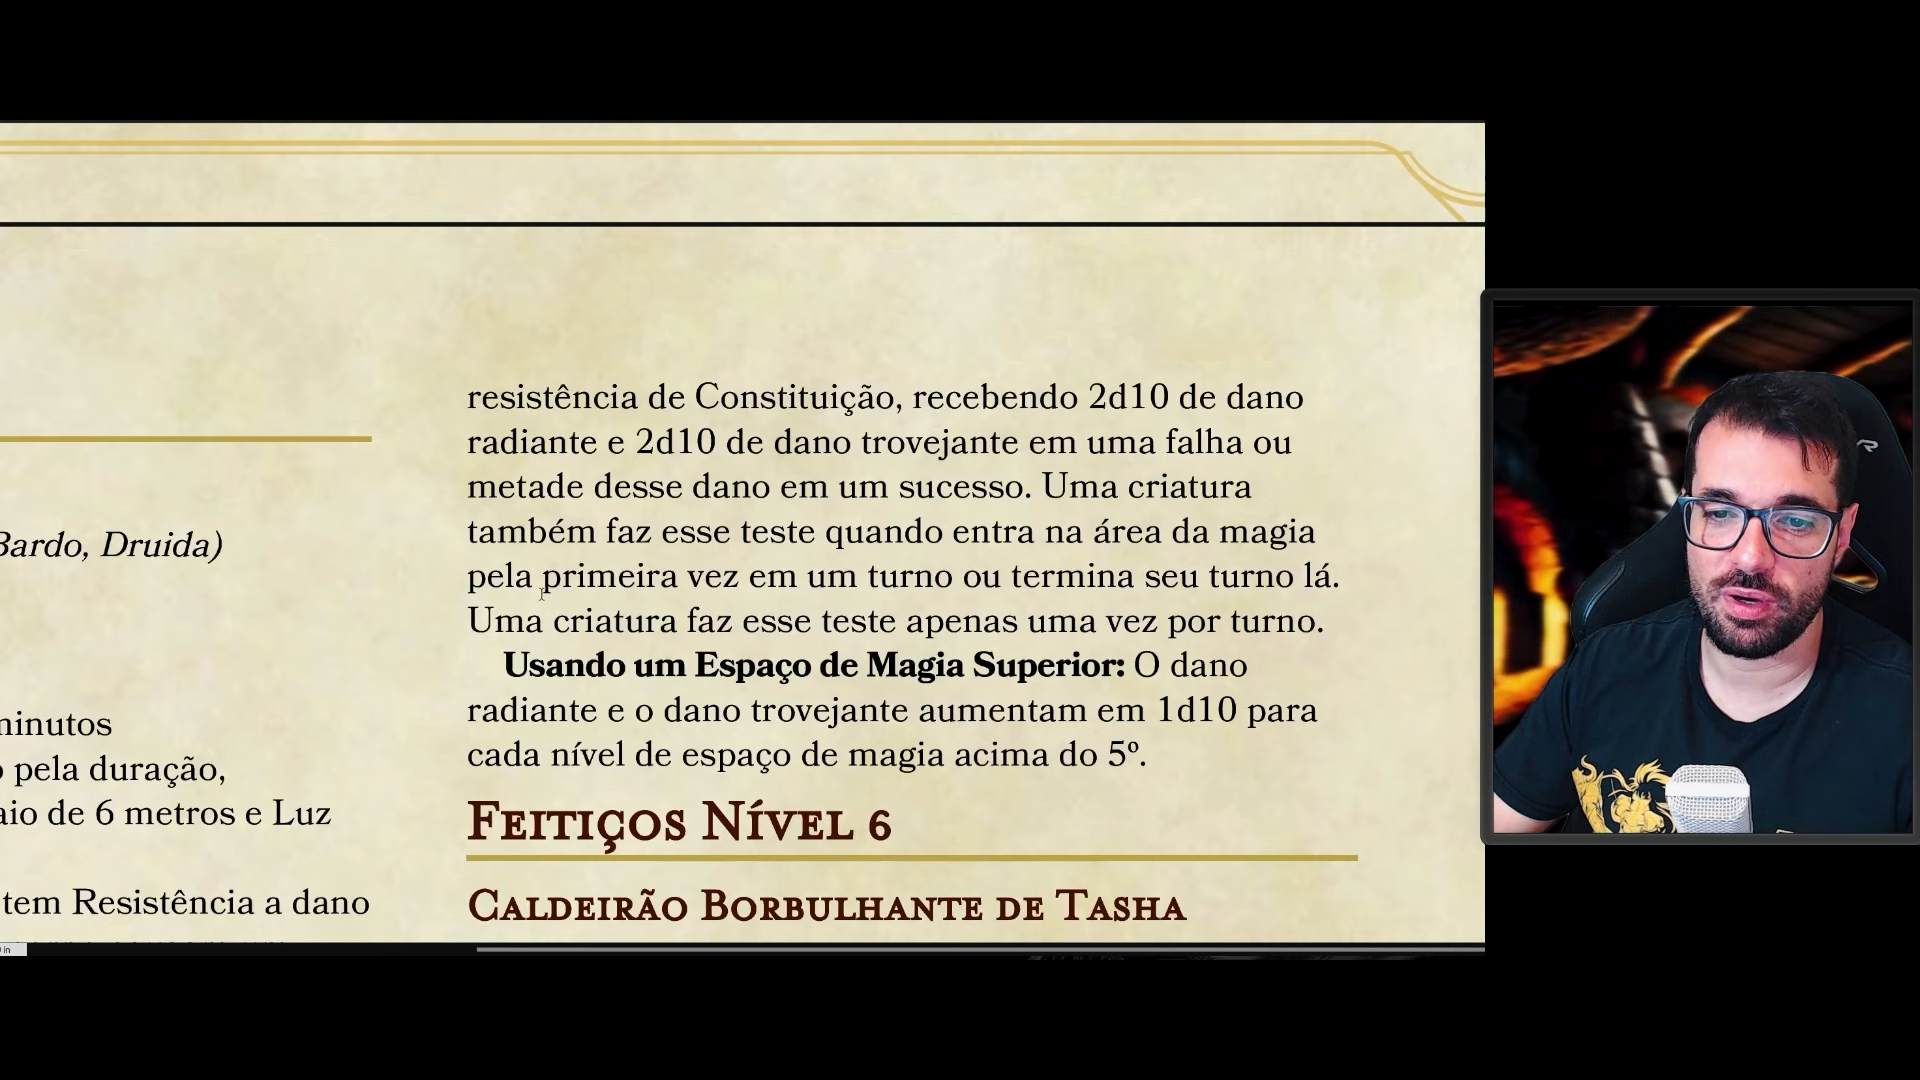 Bardo, Druida)
minutos
pela duração,
aio de 6 metros e Luz
tem Resistência a dano
resistência de Constituição, recebendo 2d10 de dano
radiante e 2d10 de dano trovejante em uma falha ou
metade desse dano em um sucesso. Uma criatura
também faz esse teste quando entra na área da magia
pela primeira vez em um turno ou termina seu turno lá.
Uma criatura faz esse teste apenas uma vez por turno.
Usando um Espaço de Magia Superior: O dano
radiante e o dano trovejante aumentam em 1d10 para
cada nível de espaço de magia acima do 5º.
Feitiços Nível 6
Caldeirão Borbulhante de Tasha